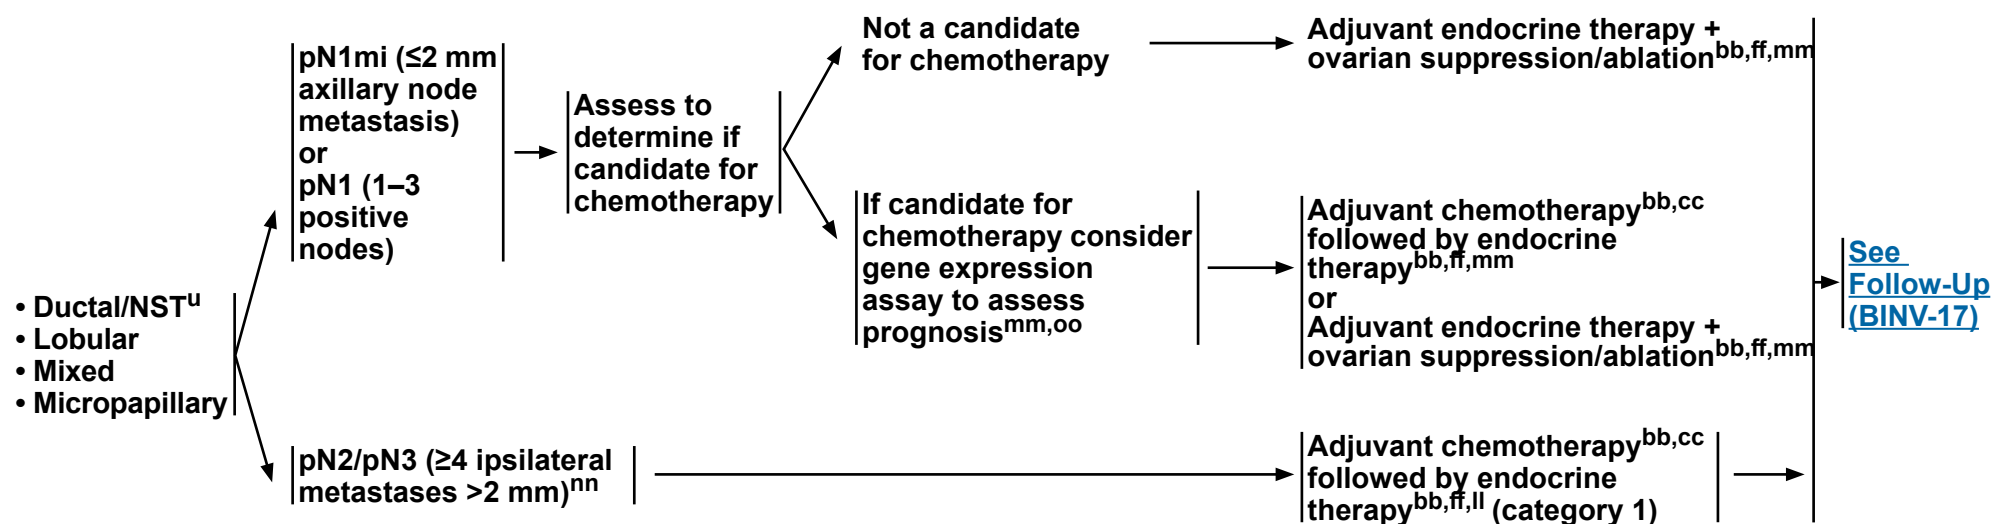 • Ductal/NSTu
• Lobular
• Mixed
• Micropapillary
pN1mi (≤2 mm
axillary node
metastasis)
or
pN1 (1–3
positive
nodes)
Assess to
determine if
candidate for
chemotherapy
Not a candidate
for chemotherapy
Adjuvant endocrine therapy +
ovarian suppression/ablationbb,ff,mm
If candidate for
chemotherapy consider
gene expression
assay to assess
prognosismm,oo
Adjuvant chemotherapybb,cc
followed by endocrine
therapybb,ff,mm
or
Adjuvant endocrine therapy +
ovarian suppression/ablationbb,ff,mm
pN2/pN3 (≥4 ipsilateral
metastases >2 mm)nn
Adjuvant chemotherapybb,cc
followed by endocrine
therapybb,ff,ll (category 1)
See
Follow-Up
(BINV-17)